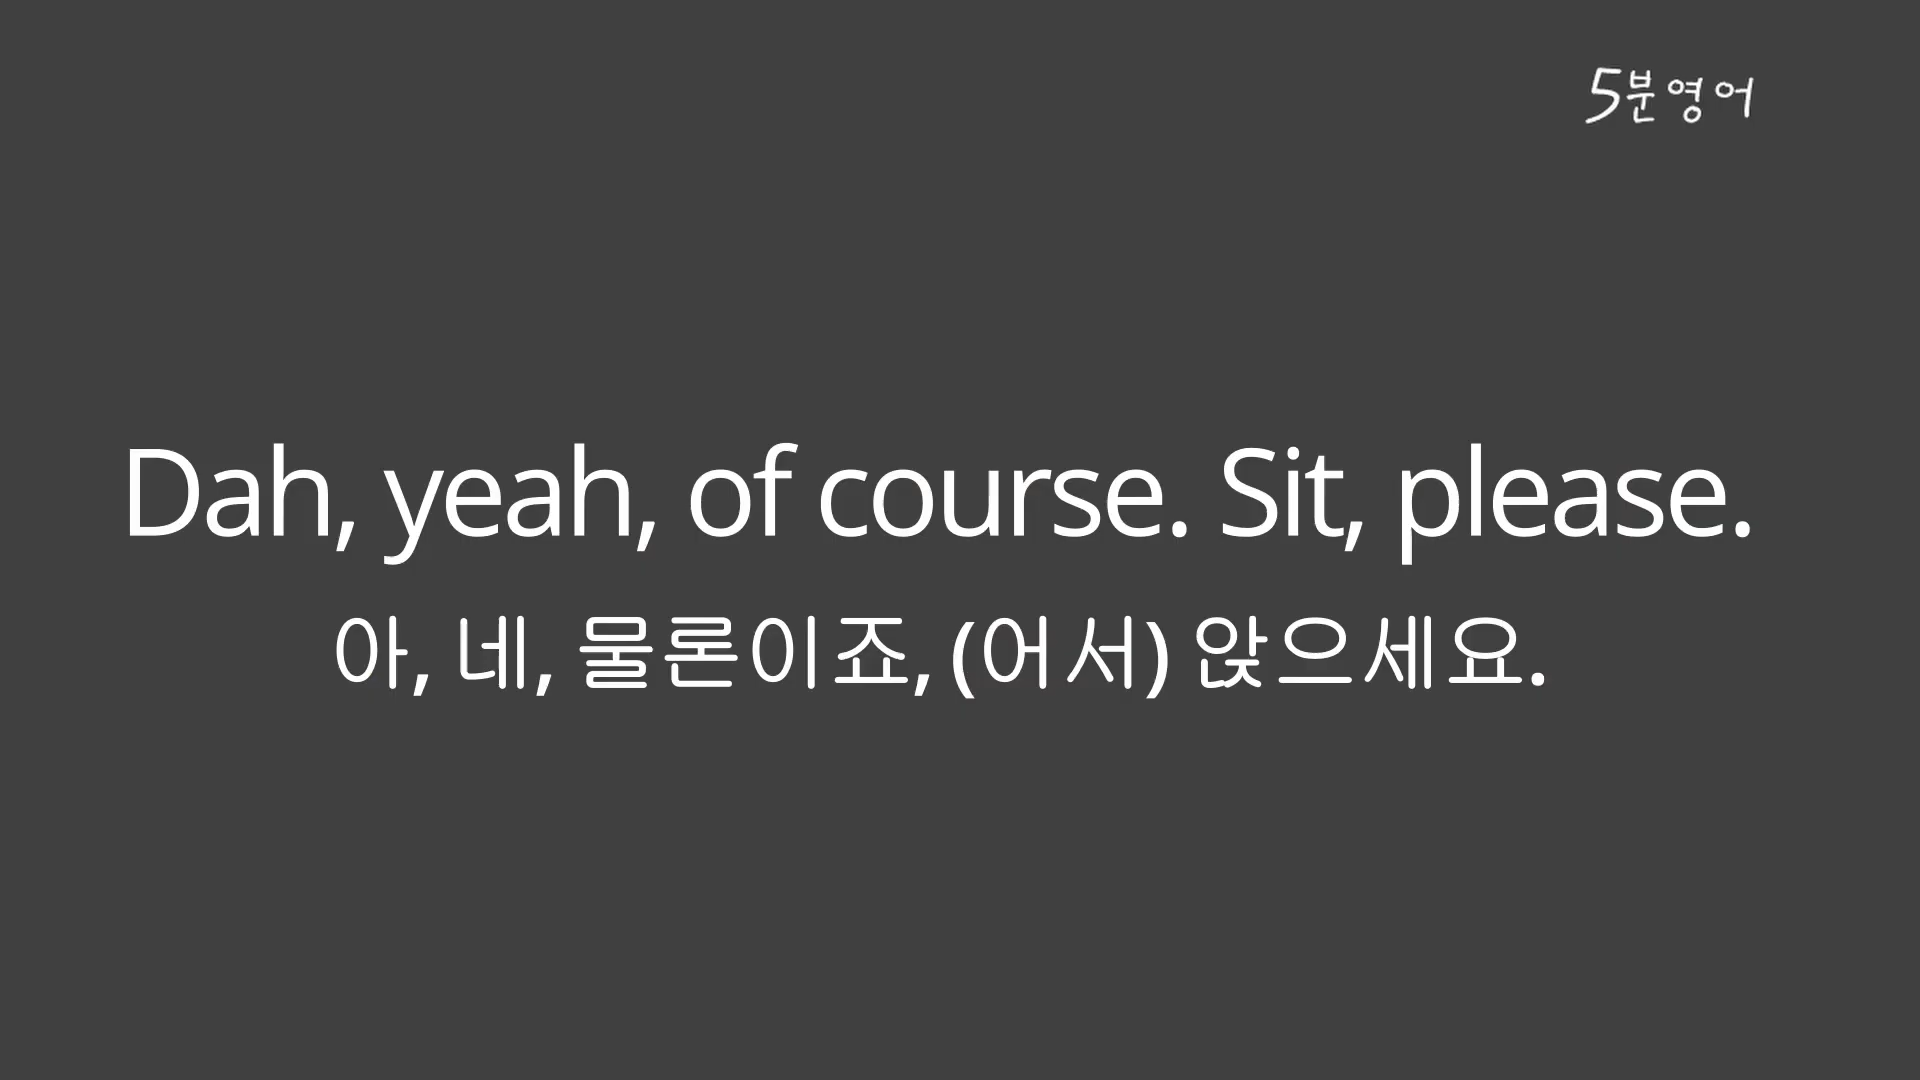 5분영어
Dah, yeah, of course. Sit, please.
아, 네, 물론이죠, (어서) 앉으세요.